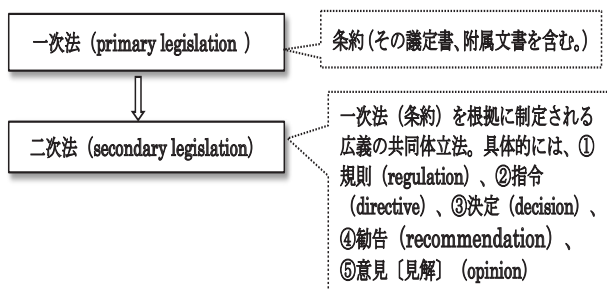 一次法（primary legislation ）
条約（その議定書、附属文書を含む。）
二次法（secondary legislation）
一次法（条約）を根拠に制定される
広義の共同体立法。具体的には、①
規則（regulation）、②指令
（directive）、③決定（decision）、
④勧告（recommendation）、
⑤意見〔見解〕（opinion）